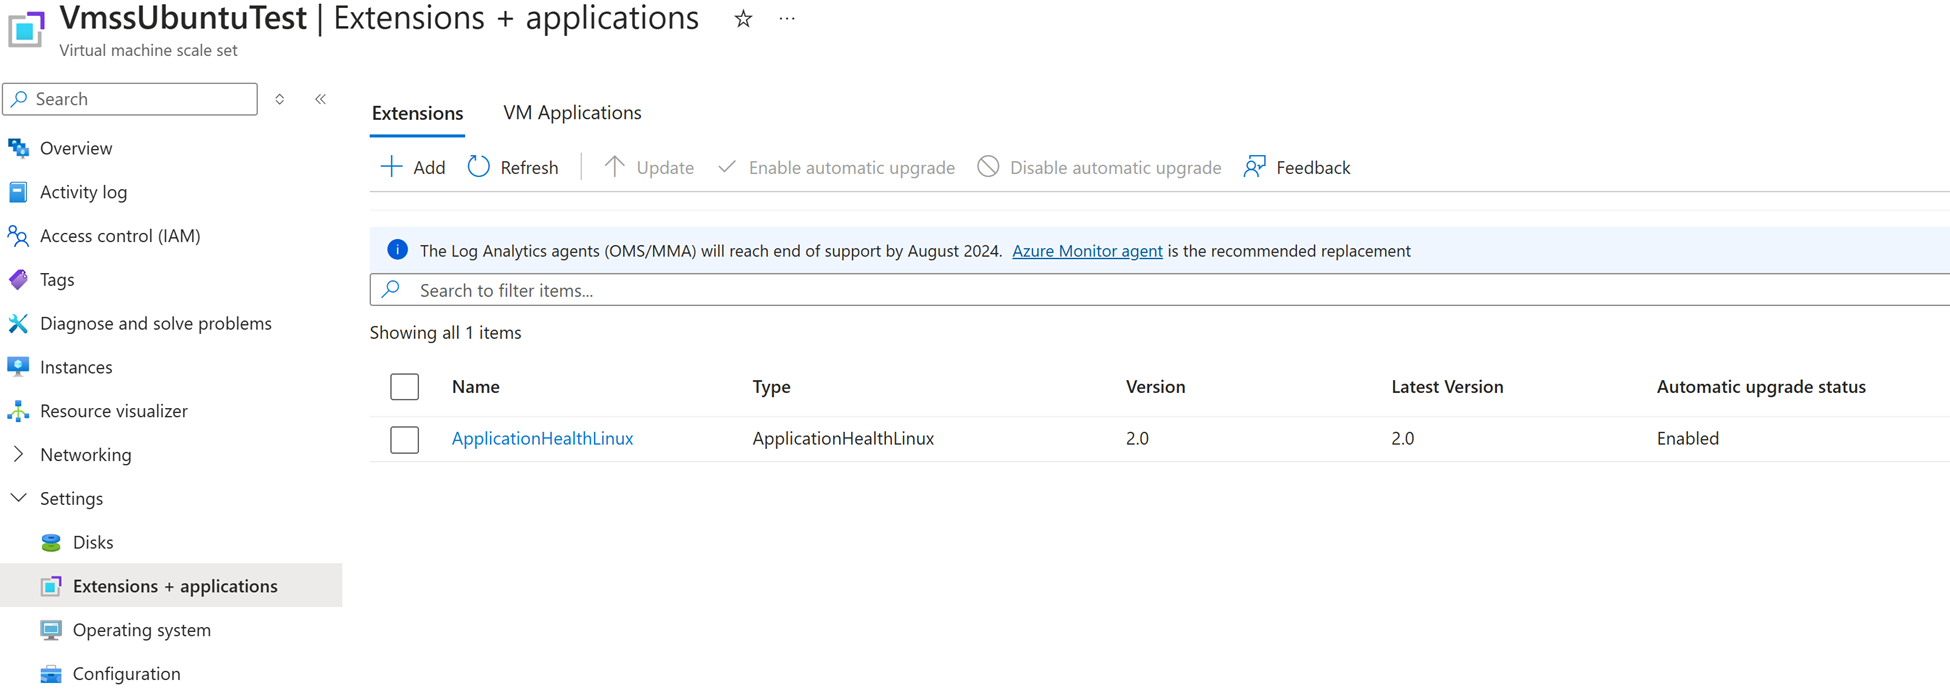 VmssUbuntuTest | Extensions + applications
Virtual machine scale set
Search
Overview
Activity log
Access control (IAM)
Tags
Diagnose and solve problems
Instances
Resource visualizer
Networking
Settings
Disks
Extensions + applications
Operating system
Configuration
Extensions VM Applications
Add Refresh Update Enable automatic upgrade Disable automatic upgrade Feedback
The Log Analytics agents (OMS/MMA) will reach end of support by August 2024. Azure Monitor agent is the recommended replacement
Search to filter items...
Showing all 1 items
Name Type Version Latest Version Automatic upgrade status
ApplicationHealthLinux ApplicationHealthLinux 2.0 2.0 Enabled